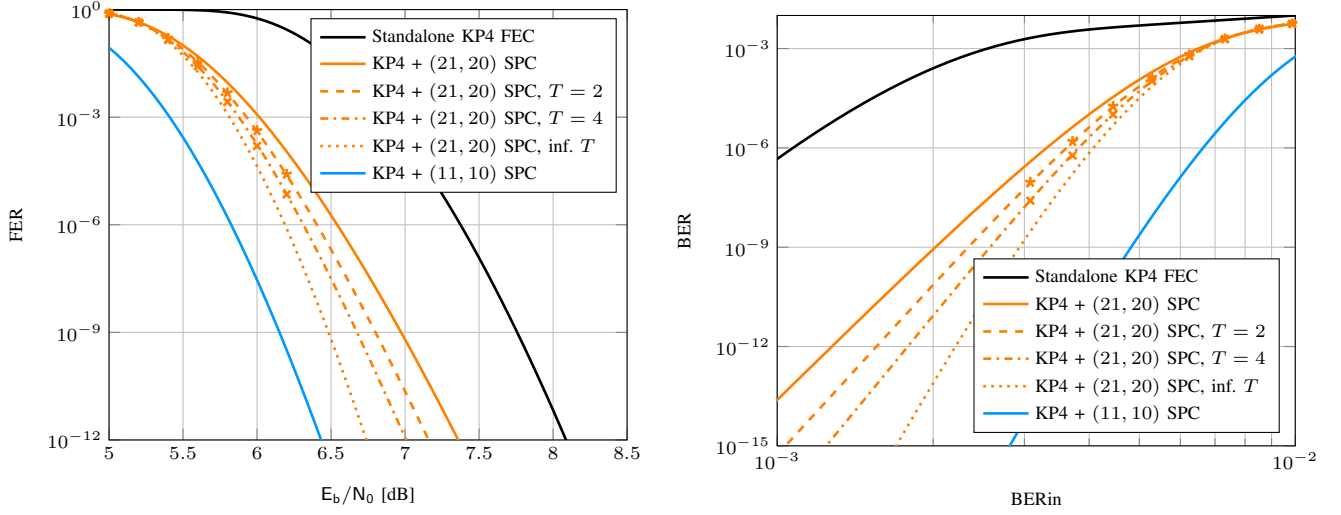 10^0
10^−3
10^−6
10^−9
10^−12
FER
5
5.5
6
6.5
7
7.5
8
8.5
E_b/N_0 [dB]
Standalone KP4 FEC
KP4 + (21, 20) SPC
KP4 + (21, 20) SPC, T = 2
KP4 + (21, 20) SPC, T = 4
KP4 + (21, 20) SPC, inf. T
KP4 + (11, 10) SPC
10^−3
10^−6
10^−9
10^−12
10^−15
BER
10^−3
10^−2
BERin
Standalone KP4 FEC
KP4 + (21, 20) SPC
KP4 + (21, 20) SPC, T = 2
KP4 + (21, 20) SPC, T = 4
KP4 + (21, 20) SPC, inf. T
KP4 + (11, 10) SPC